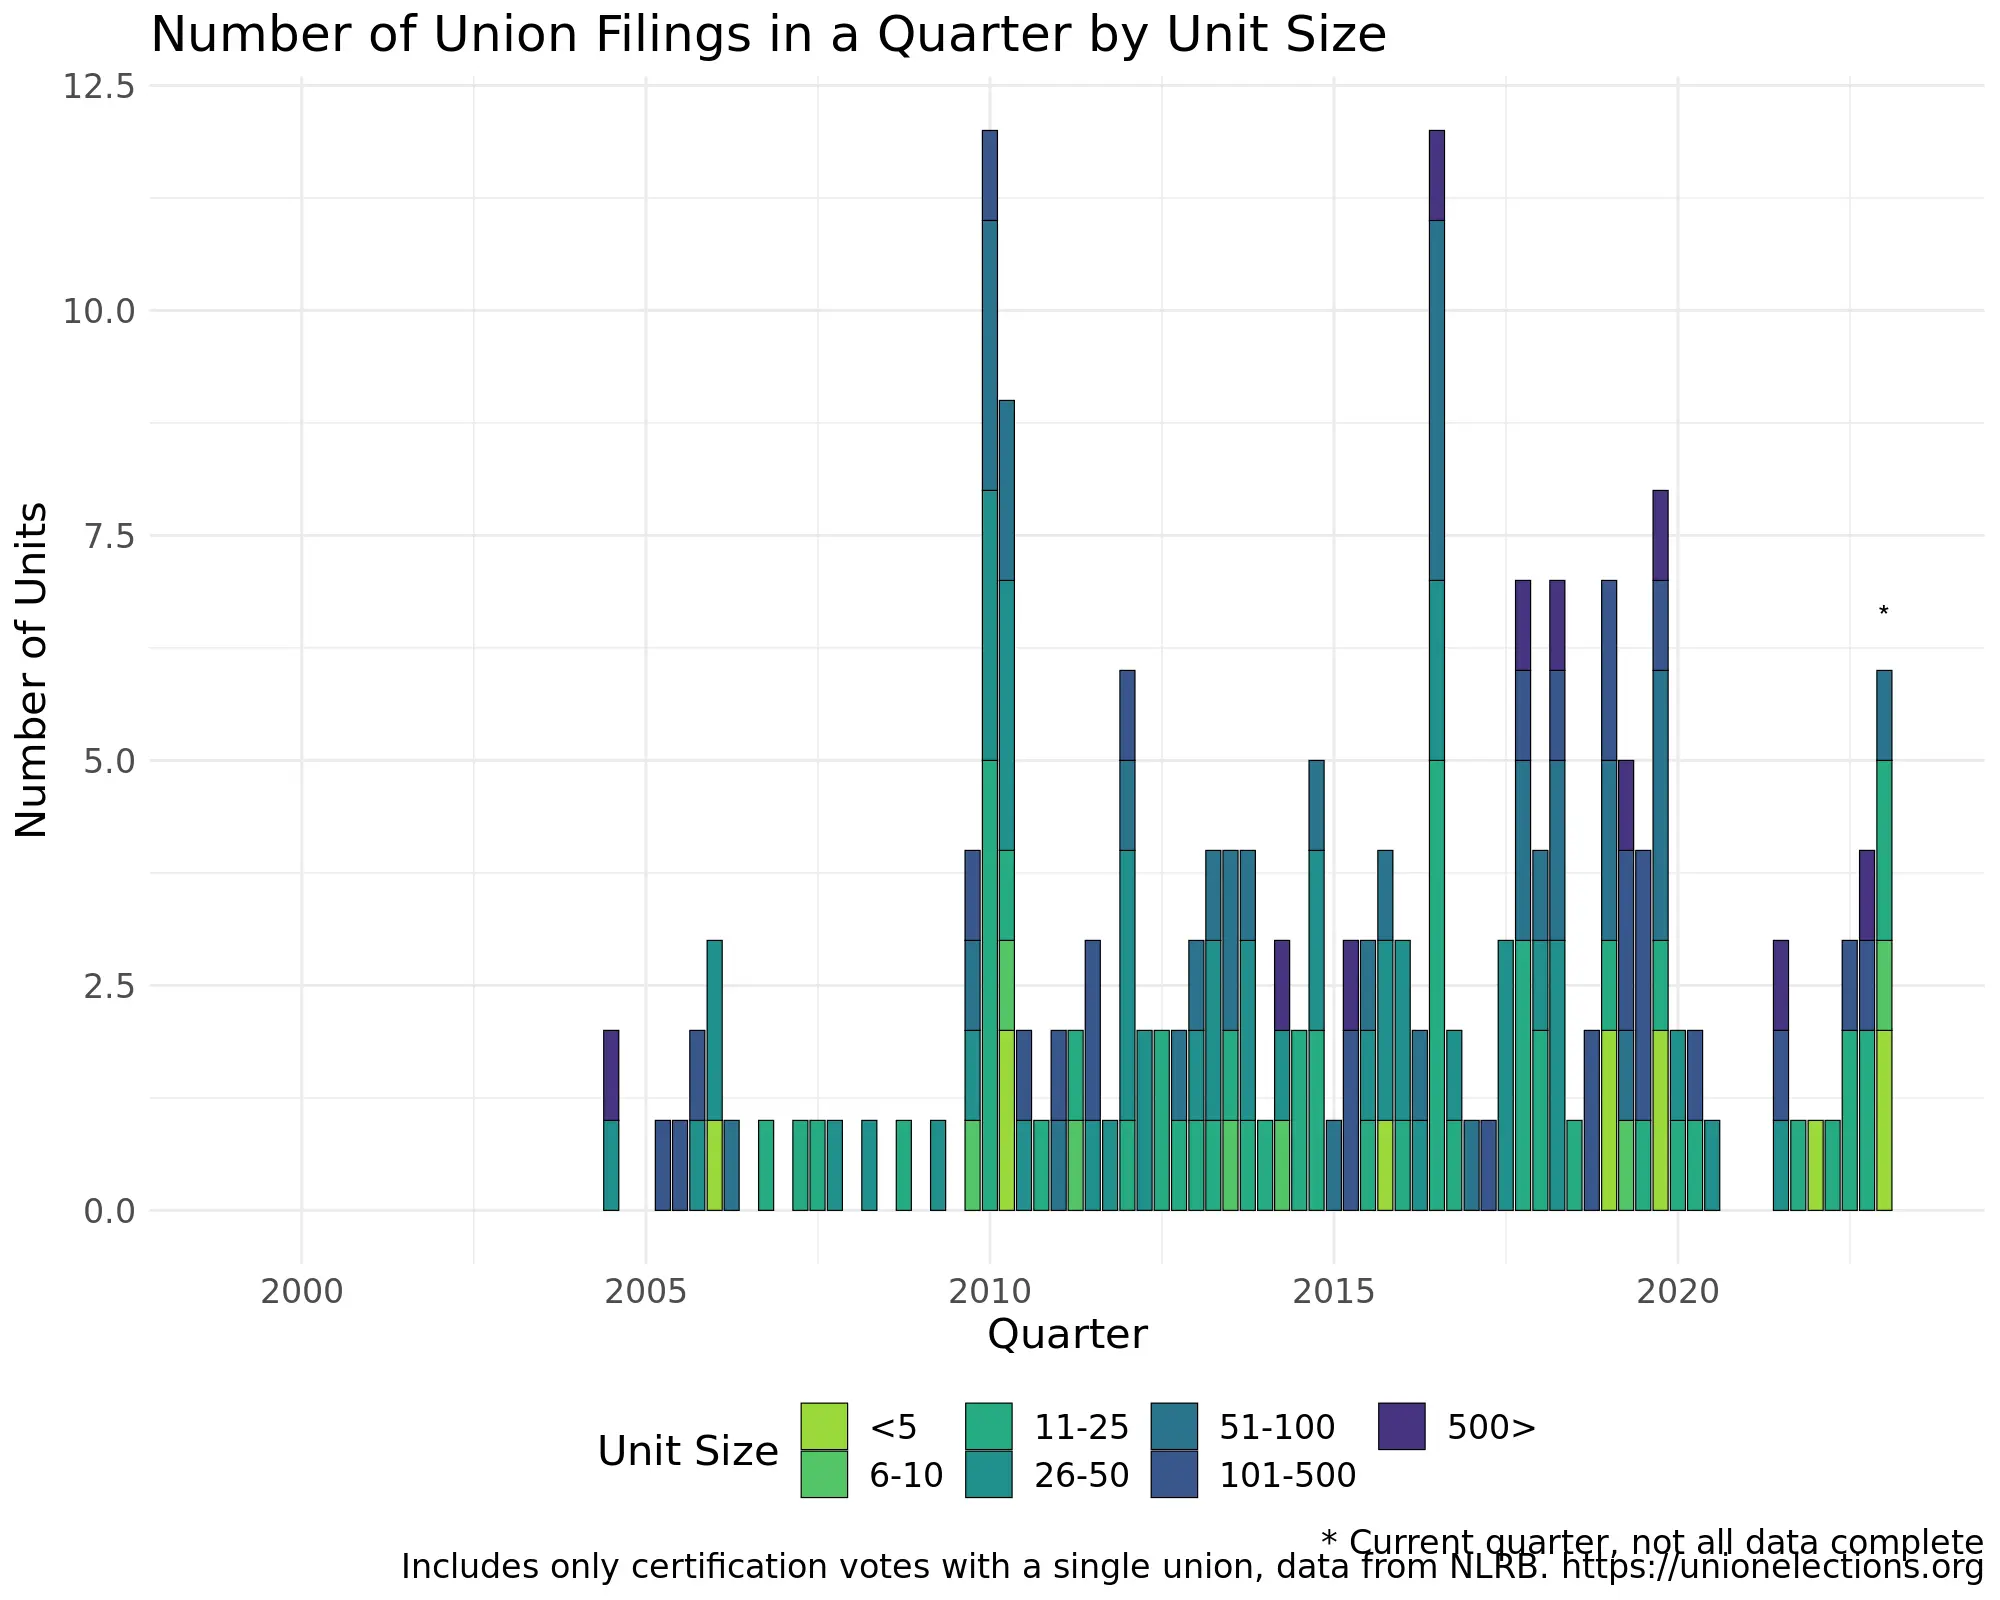 Number of Union Filings in a Quarter by Unit Size
12.5
10.0
7.5
5.0
2.5
0.0
Number of Units
*
2000 2005 2010 2015 2020
Quarter
Unit Size
<5 11-25 51-100 500>
6-10 26-50 101-500
* Current quarter, not all data complete
Includes only certification votes with a single union, data from NLRB. https://unionelections.org